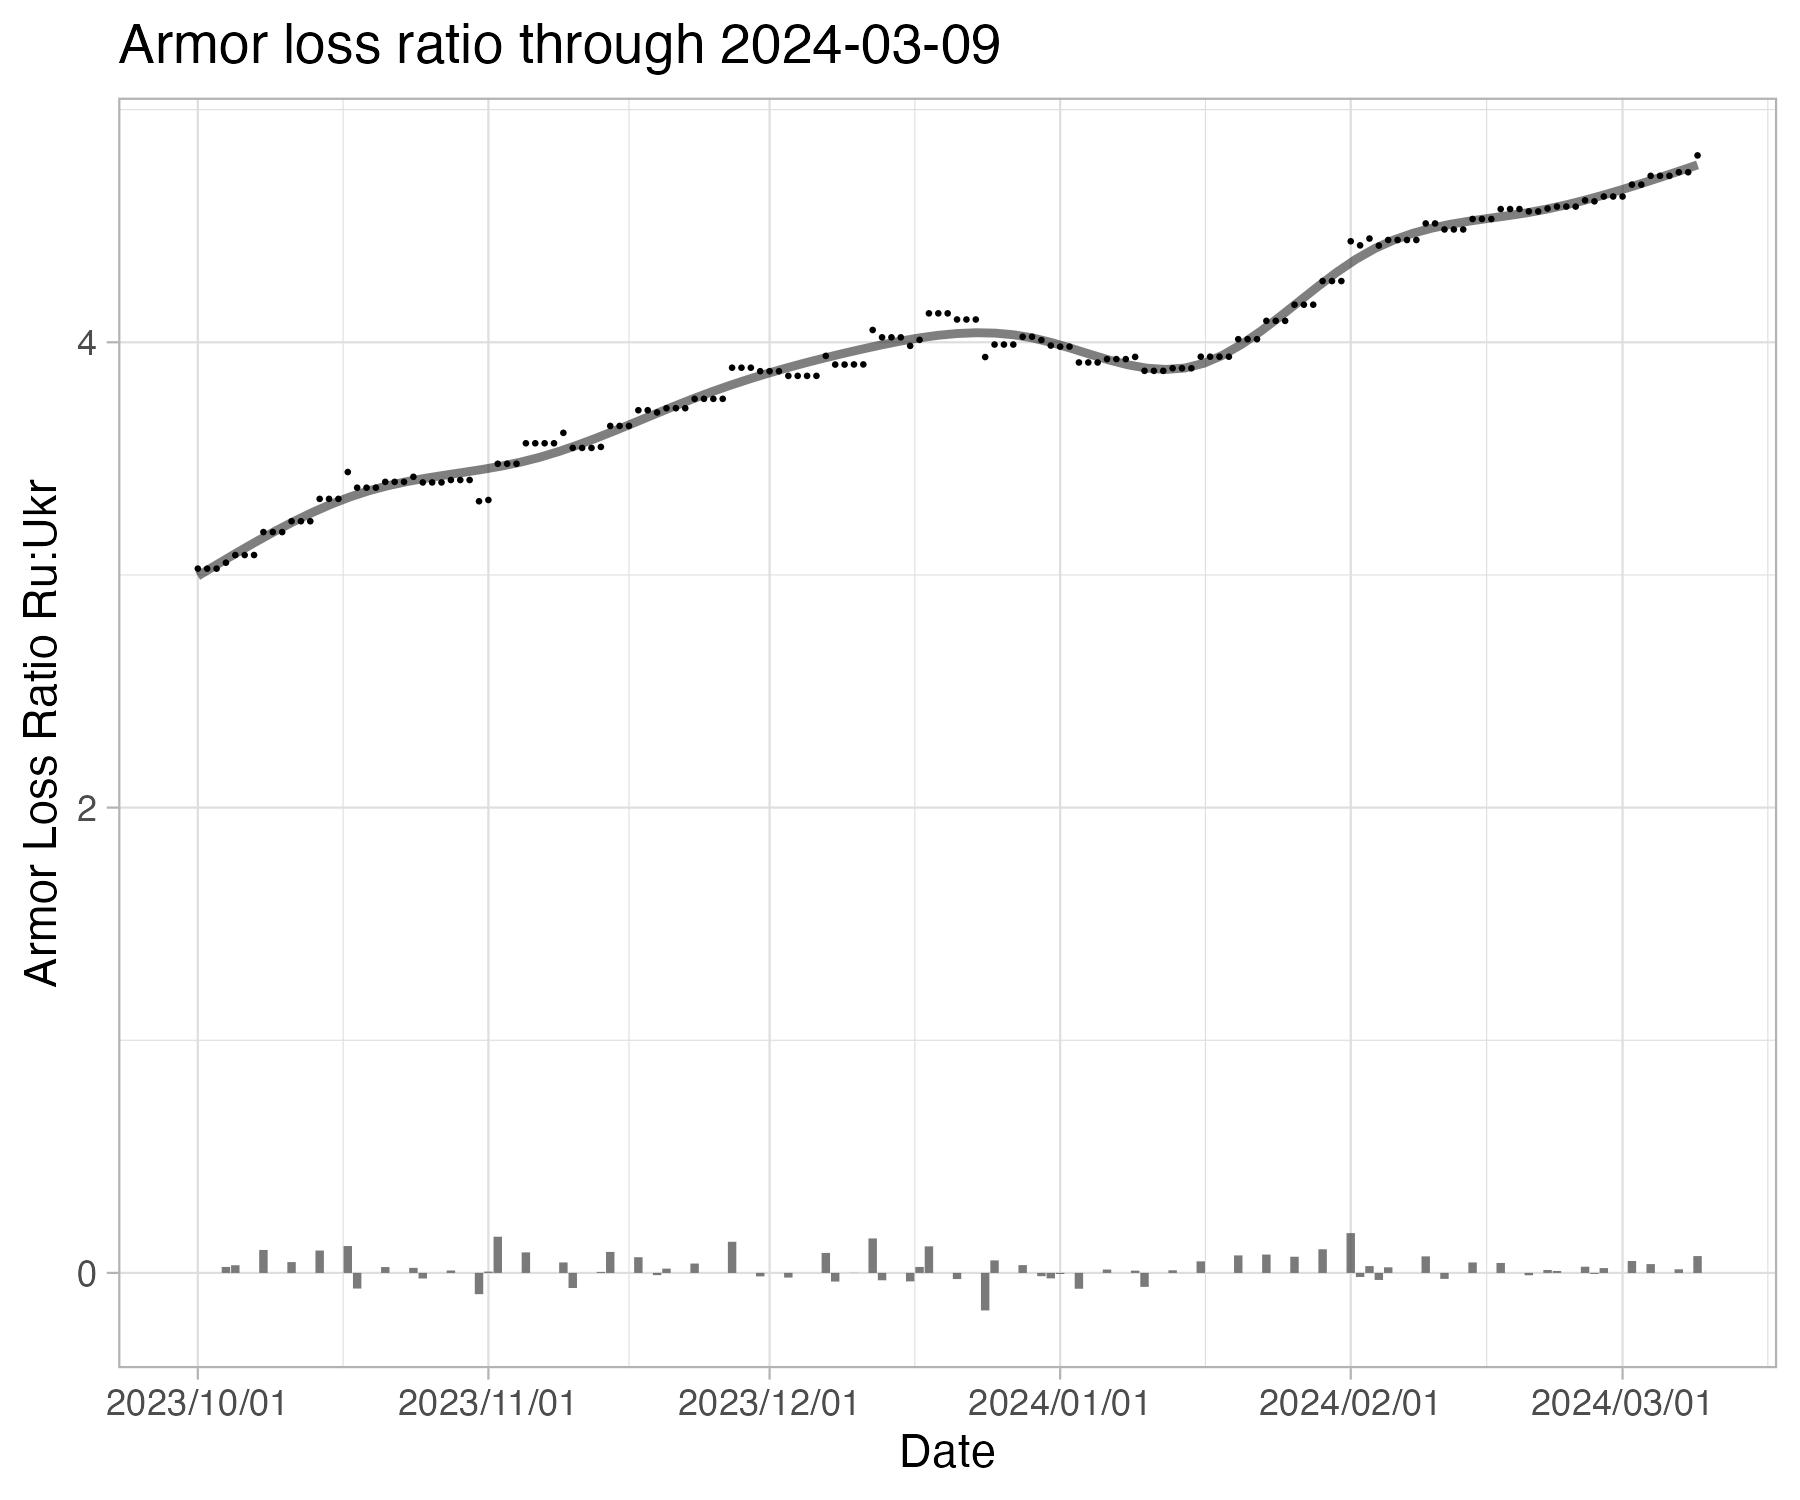 Armor loss ratio through 2024-03-09
Armor Loss Ratio Ru:Ukr
4
2
0
2023/10/01 2023/11/01 2023/12/01 2024/01/01 2024/02/01 2024/03/01
Date